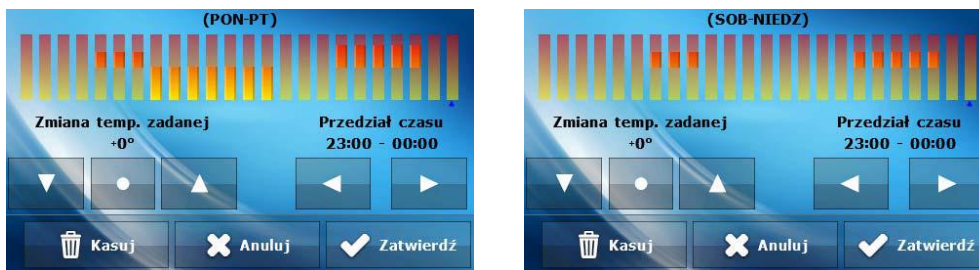 (PON-PT)
Zmiana temp. zadanej
+0°
Przedział czasu
23:00 - 00:00
Kasuj
Anuluj
Zatwierdź
(SOB-NIEDZ)
Zmiana temp. zadanej
+0°
Przedział czasu
23:00 - 00:00
Kasuj
Anuluj
Zatwierdź